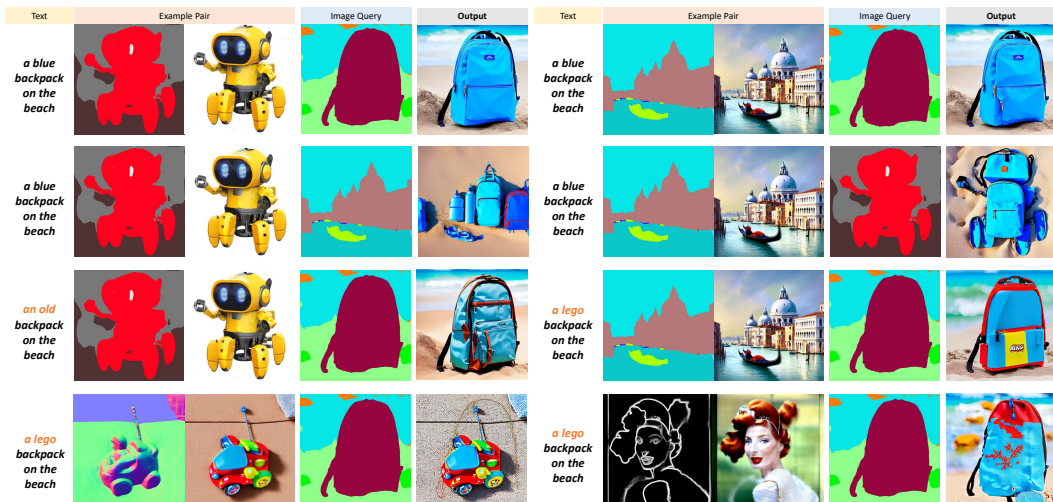 Text Example Pair Image Query Output Text Example Pair Image Query Output
a blue
backpack
on the
beach
a blue
backpack
on the
beach
a blue
backpack
on the
beach
a blue
backpack
on the
beach
an old
backpack
on the
beach
a lego
backpack
on the
beach
a lego
backpack
on the
beach
a lego
backpack
on the
beach